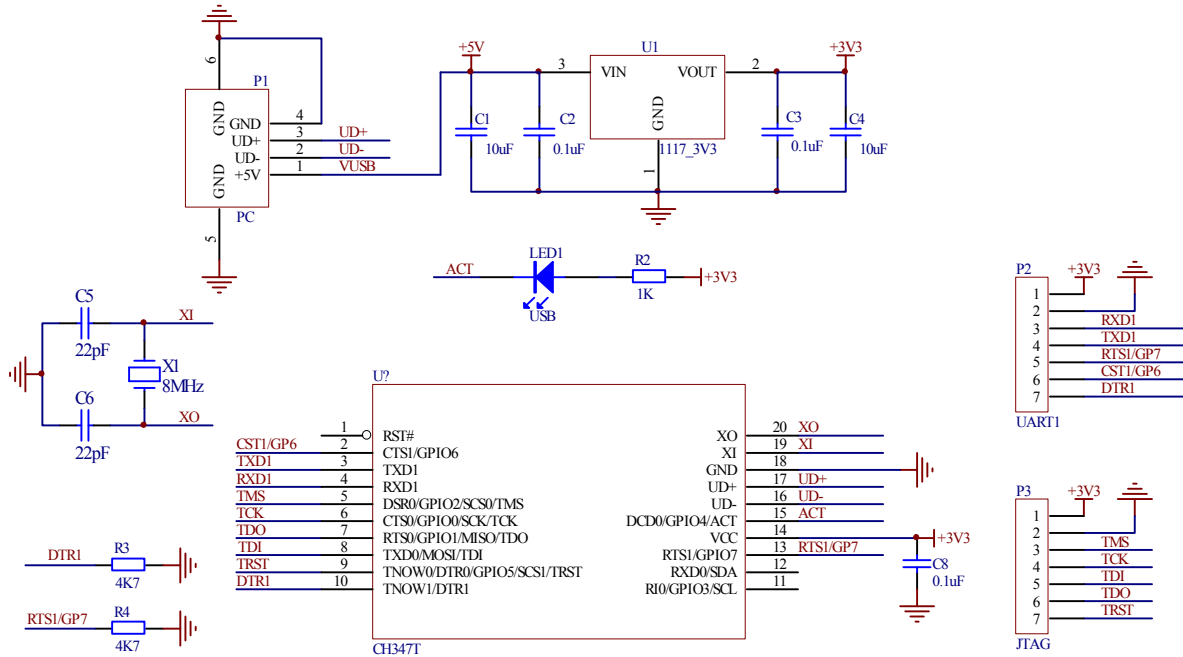 6
P1
GND
GND 4
UD+ 3 UD+
UD- 2 UD-
+5V 1 VUSB
GND
PC
5
+5V
U1
+3V3
3 VIN VOUT 2
GND
C1
10uF
C2
0.1uF
1117_3V3
1
C3
0.1uF
C4
10uF
ACT
LED1
USB
R2
1K
+3V3
C5
22pF
XI
X1
8MHz
C6
22pF
XO
P2
+3V3
1
2
3 RXD1
4 TXD1
5 RTS1/GP7
6 CST1/GP6
7 DTR1
UART1
U?
1 RST#
CST1/GP6 2 CTS1/GPIO6
TXD1 3 TXD1
RXD1 4 RXD1
TMS 5 DSR0/GPIO2/SCS0/TMS
TCK 6 CTS0/GPIO0/SCK/TCK
TDO 7 RTS0/GPIO1/MISO/TDO
TDI 8 TXD0/MOSI/TDI
TRST 9 TNOW0/DTR0/GPIO5/SCS1/TRST
DTR1 10 TNOW1/DTR1
XO 20 XO
XI 19 XI
GND 18
UD+ 17 UD+
UD- 16 UD-
DCD0/GPIO4/ACT 15 ACT
VCC 14
+3V3
RTS1/GPIO7 13 RTS1/GP7
RXD0/SDA 12
RI0/GPIO3/SCL 11
CH347T
C8
0.1uF
DTR1
R3
4K7
RTS1/GP7
R4
4K7
P3
+3V3
1
2
3 TMS
4 TCK
5 TDI
6 TDO
7 TRST
JTAG